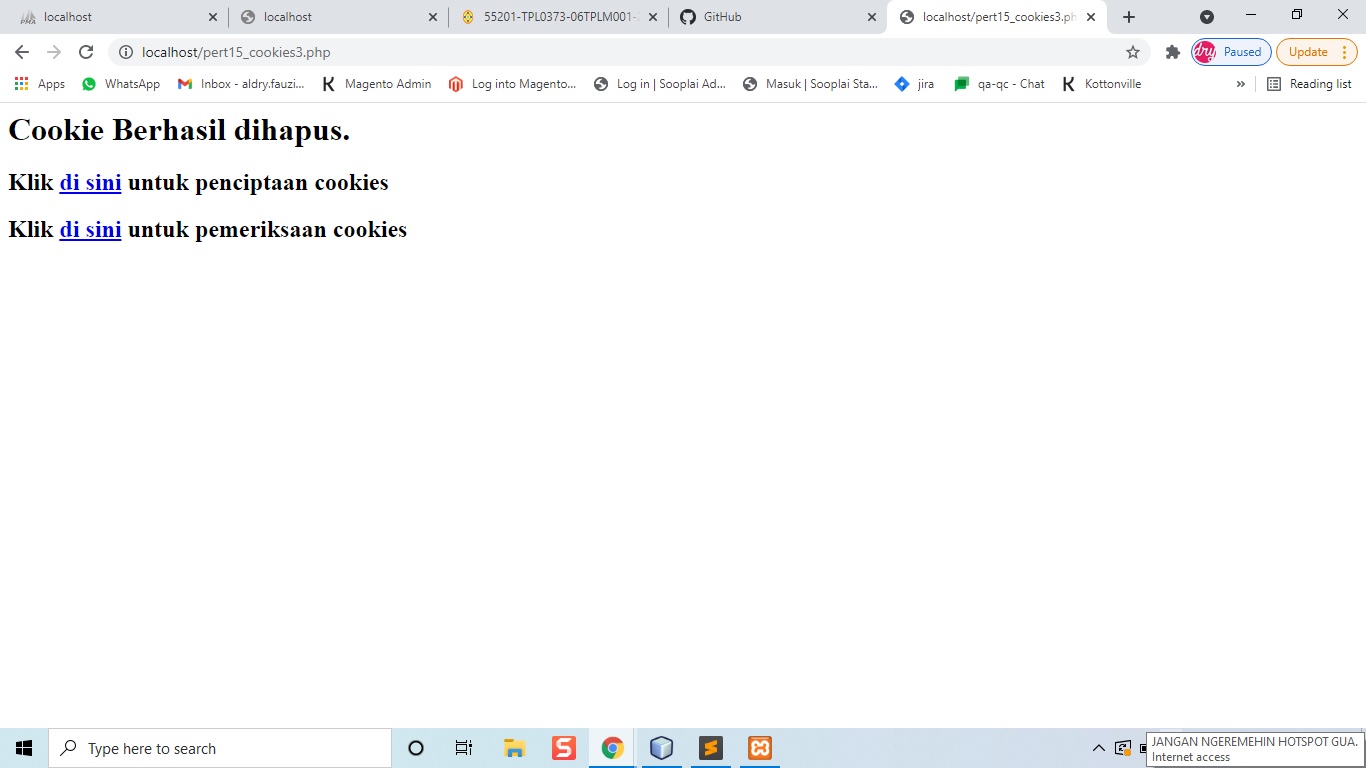 PMA localhost
localhost
55201-TPL0373-06TPLM001-
GitHub
localhost/pert15_cookies3.ph
localhost/pert15_cookies3.php
dry Paused
Update
Apps
WhatsApp
Inbox - aldry.fauzi...
Magento Admin
Log into Magento...
Log in | Sooplai Ad...
Masuk | Sooplai Sta...
jira
qa-qc - Chat
Kottonville
»
Reading list
Cookie Berhasil dihapus.
Klik di sini untuk penciptaan cookies
Klik di sini untuk pemeriksaan cookies
Type here to search
JANGAN NGEREMEHIN HOTSPOT GUA.
Internet access